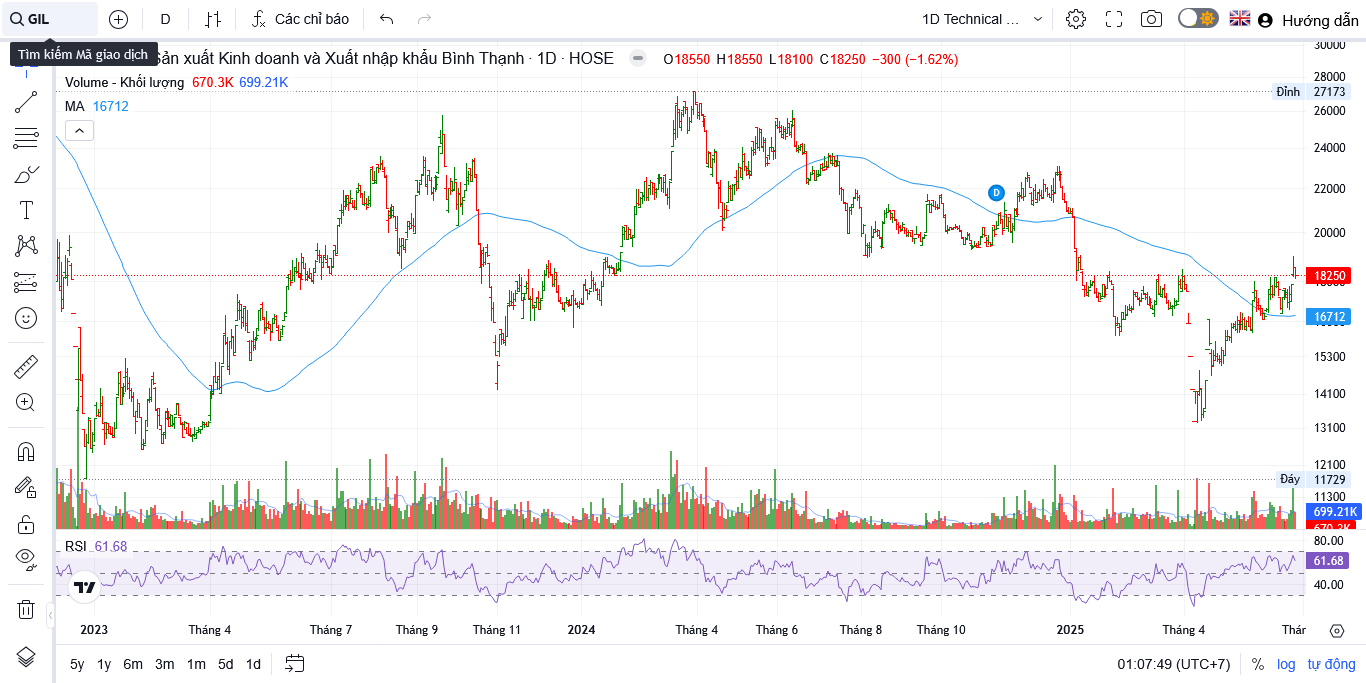 GIL
D
Các chỉ báo
1D Technical ...
Hướng dẫn
Tìm kiếm Mã giao dịch
Sản xuất Kinh doanh và Xuất nhập khẩu Bình Thạnh · 1D · HOSE
O18550 H18550 L18100 C18250 −300 (−1.62%)
Volume - Khối lượng 670.3K 699.21K
MA 16712
30000
28000
Đỉnh 27173
26000
24000
22000
D
20000
18250
16712
15300
14100
13100
12100
Đáy 11729
11300
699.21K
670.3K
RSI 61.68
80.00
61.68
40.00
2023 Tháng 4 Tháng 7 Tháng 9 Tháng 11 2024 Tháng 4 Tháng 6 Tháng 8 Tháng 10 2025 Tháng 4 Thán
5y 1y 6m 3m 1m 5d 1d
01:07:49 (UTC+7) % log tự động